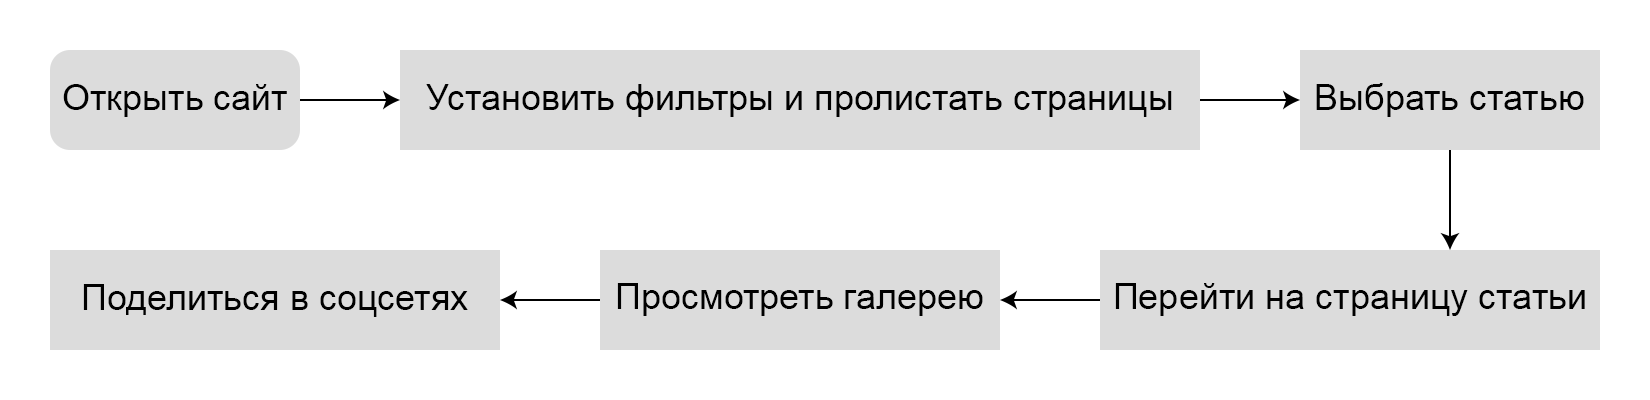 Открыть сайт
Установить фильтры и пролистать страницы
Выбрать статью
Перейти на страницу статьи
Просмотреть галерею
Поделиться в соцсетях